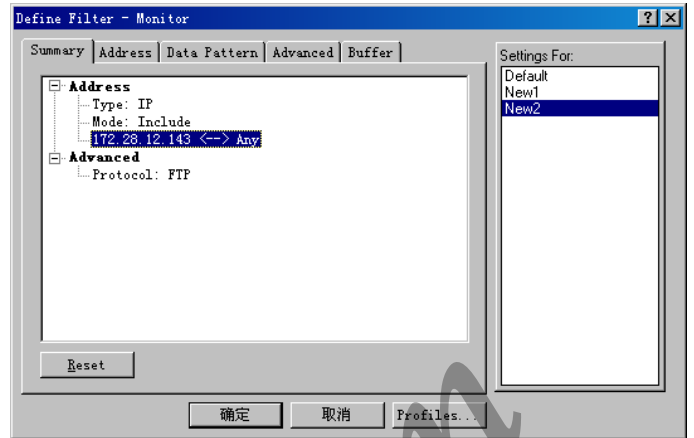 Define Filter - Monitor
Summary Address Data Pattern Advanced Buffer
Address
Type: IP
Mode: Include
172.28.12.143 <--> Any
Advanced
Protocol: FTP
Reset
Settings For:
Default
New1
New2
确定 取消 Profiles...